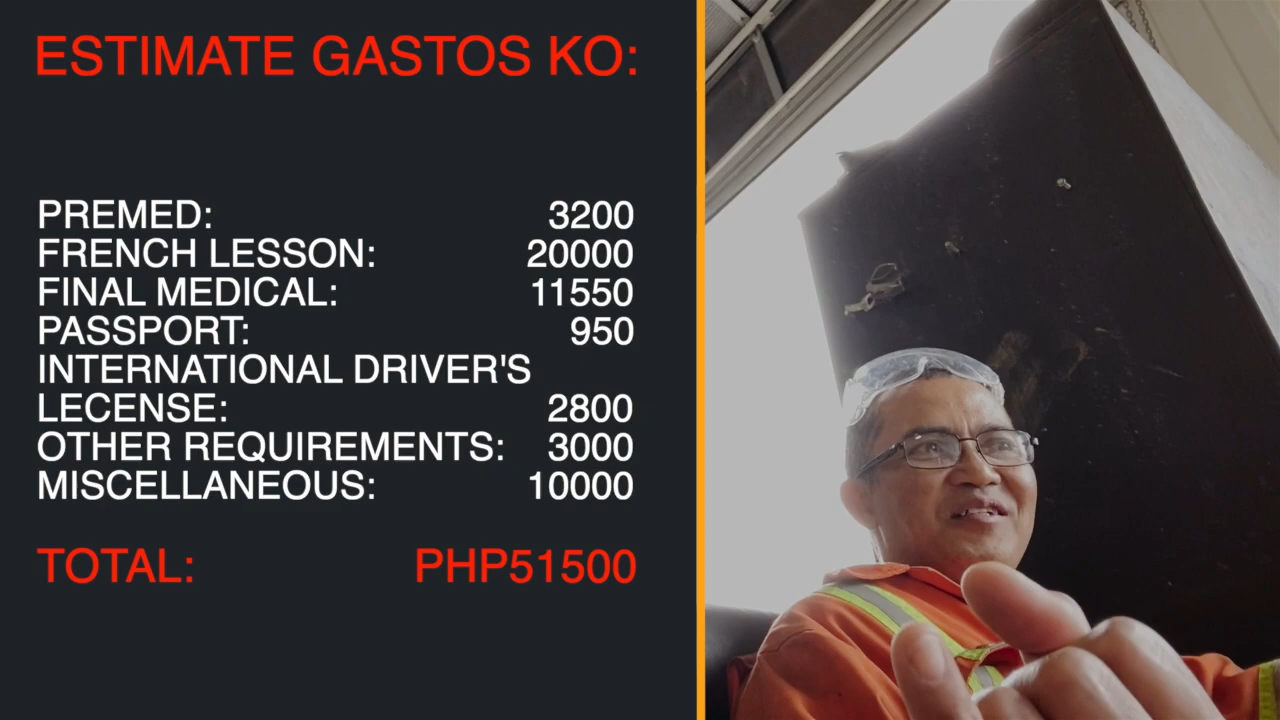 ESTIMATE GASTOS KO:
PREMED: 3200
FRENCH LESSON: 20000
FINAL MEDICAL: 11550
PASSPORT: 950
INTERNATIONAL DRIVER'S
LECENSE: 2800
OTHER REQUIREMENTS: 3000
MISCELLANEOUS: 10000
TOTAL: PHP51500